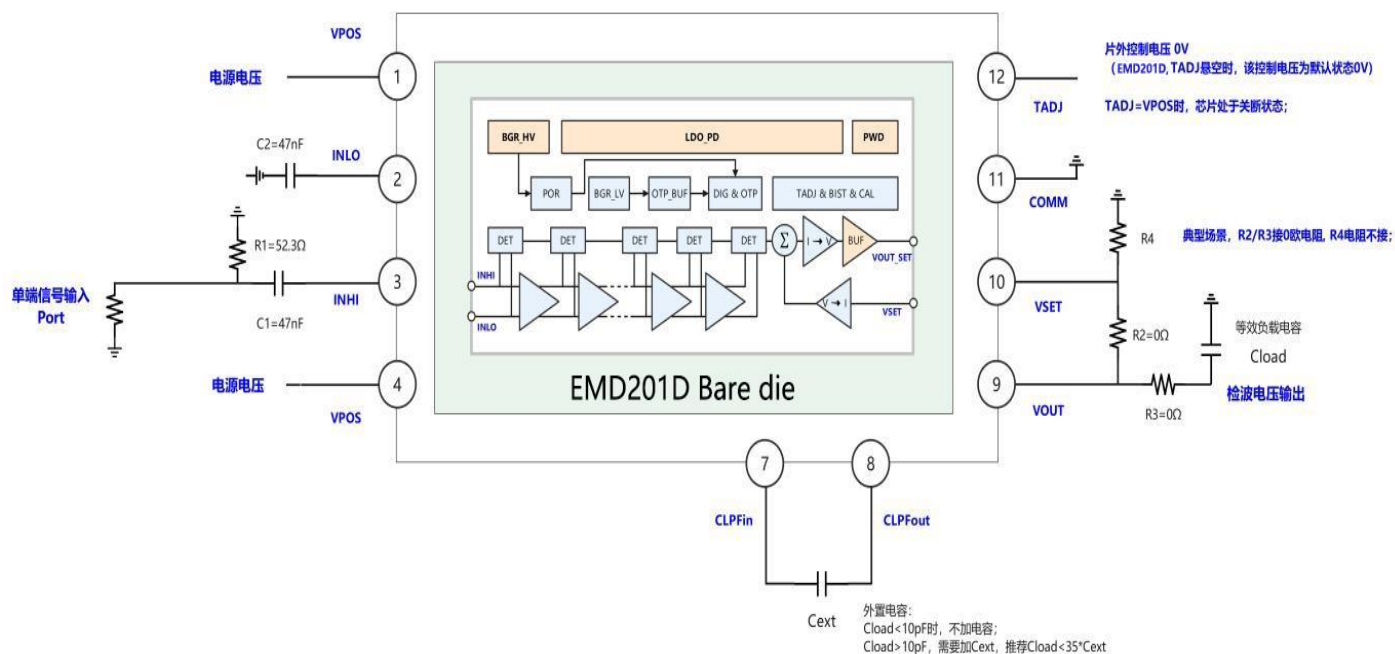 VPOS
电源电压
1
C2=47nF
INLO
2
R1=52.3Ω
3
单端信号输入
Port
INHI
C1=47nF
电源电压
4
VPOS
BGR_HV
LDO_PD
PWD
POR
BGR_LV
OTP_BUF
DIG & OTP
TADJ & BIST & CAL
DET
DET
DET
DET
DET
Σ
I → V
BUF
VOUT_SET
INHI
V → I
VSET
INLO
EMD201D Bare die
片外控制电压 0V
（EMD201D, TADJ悬空时，该控制电压为默认状态0V）
12
TADJ
TADJ=VPOS时，芯片处于关断状态；
11
COMM
R4
典型场景，R2/R3接0欧电阻, R4电阻不接；
10
VSET
R2=0Ω
等效负载电容
Cload
9
检波电压输出
VOUT
R3=0Ω
7
8
CLPFin
CLPFout
Cext
外置电容：
Cload<10pF时，不加电容；
Cload>10pF，需要加Cext，推荐Cload<35*Cext